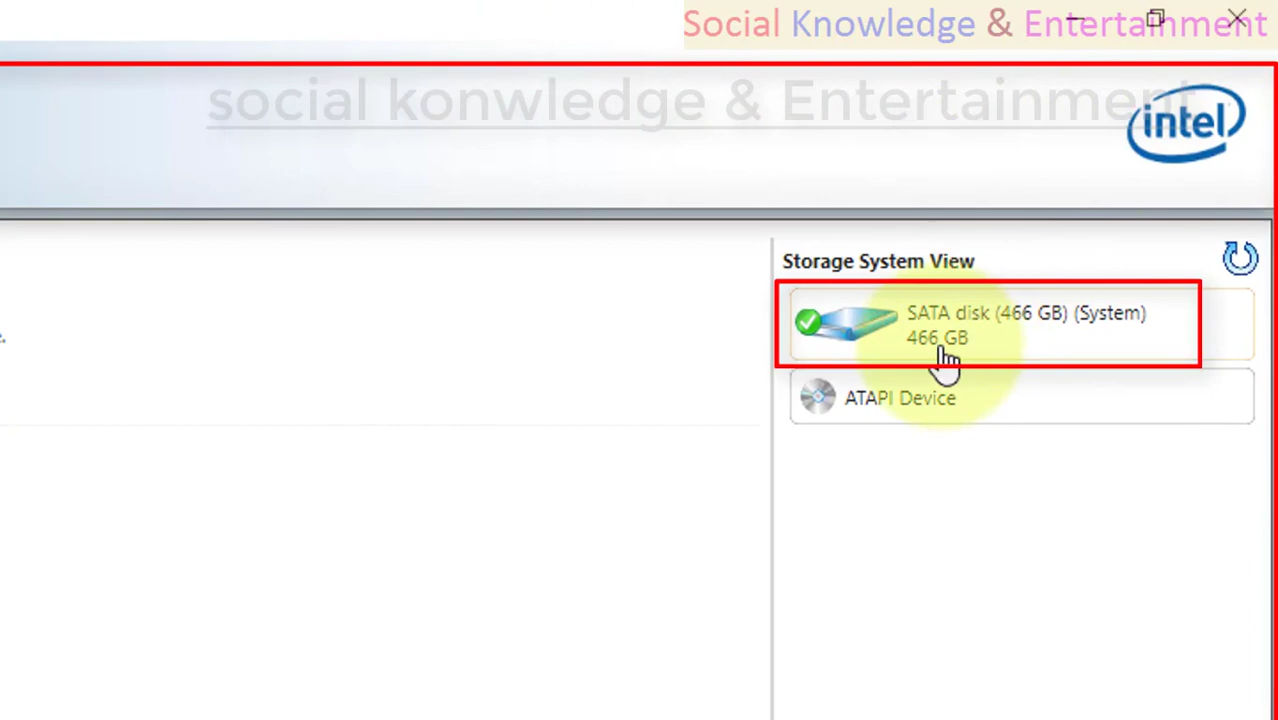 Social Knowledge & Entertainment
social konwledge & Entertainment
intel
Storage System View
SATA disk (466 GB) (System)
466 GB
ATAPI Device